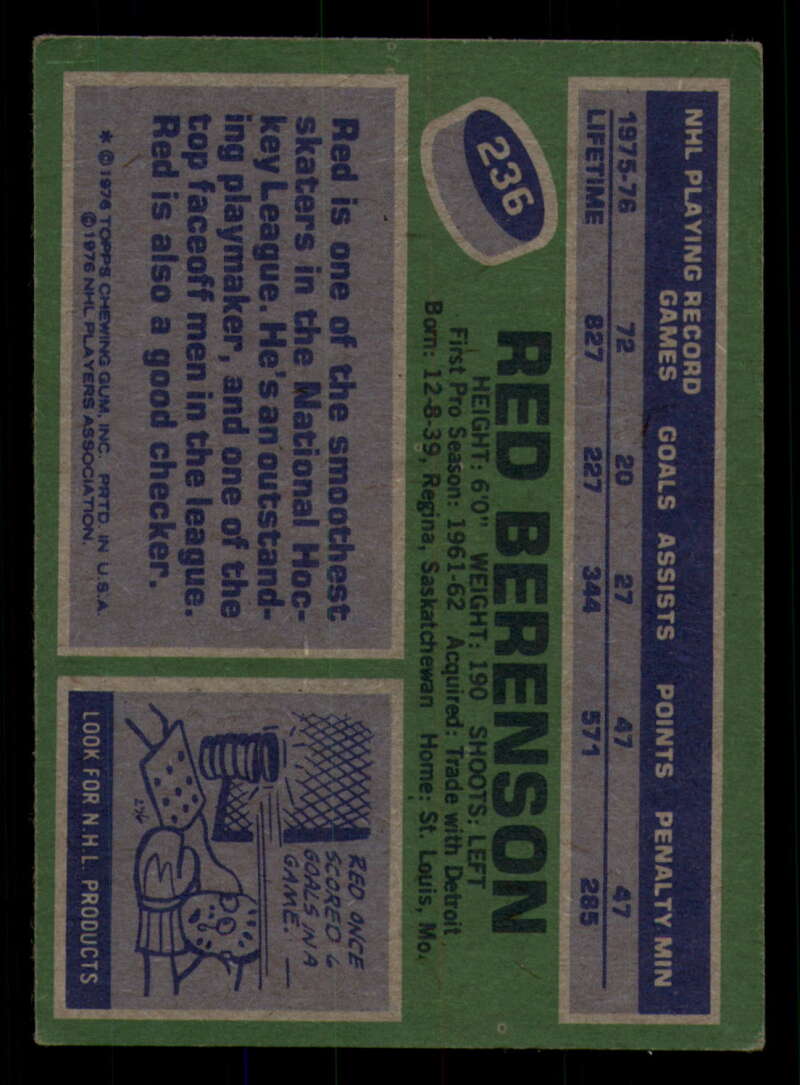 NHL PLAYING RECORD
GAMES GOALS ASSISTS POINTS PENALTY MIN
1975-76 72 20 27 47 47
LIFETIME 827 227 344 571 285
236
RED BERENSON
HEIGHT: 6'0" WEIGHT: 190 SHOOTS: LEFT
First Pro Season: 1961-62 Acquired: Trade with Detroit
Born: 12-8-39, Regina, Saskatchewan Home: St. Louis, Mo.
Red is one of the smoothest
skaters in the National Hoc-
key League. He's an outstand-
ing playmaker, and one of the
top faceoff men in the league.
Red is also a good checker.
* © 1976 TOPPS CHEWING GUM, INC. PRTD. IN U.S.A.
© 1976 NHL PLAYERS ASSOCIATION.
RED ONCE
SCORED 6
GOALS IN A
GAME.
276
LOOK FOR N.H.L. PRODUCTS